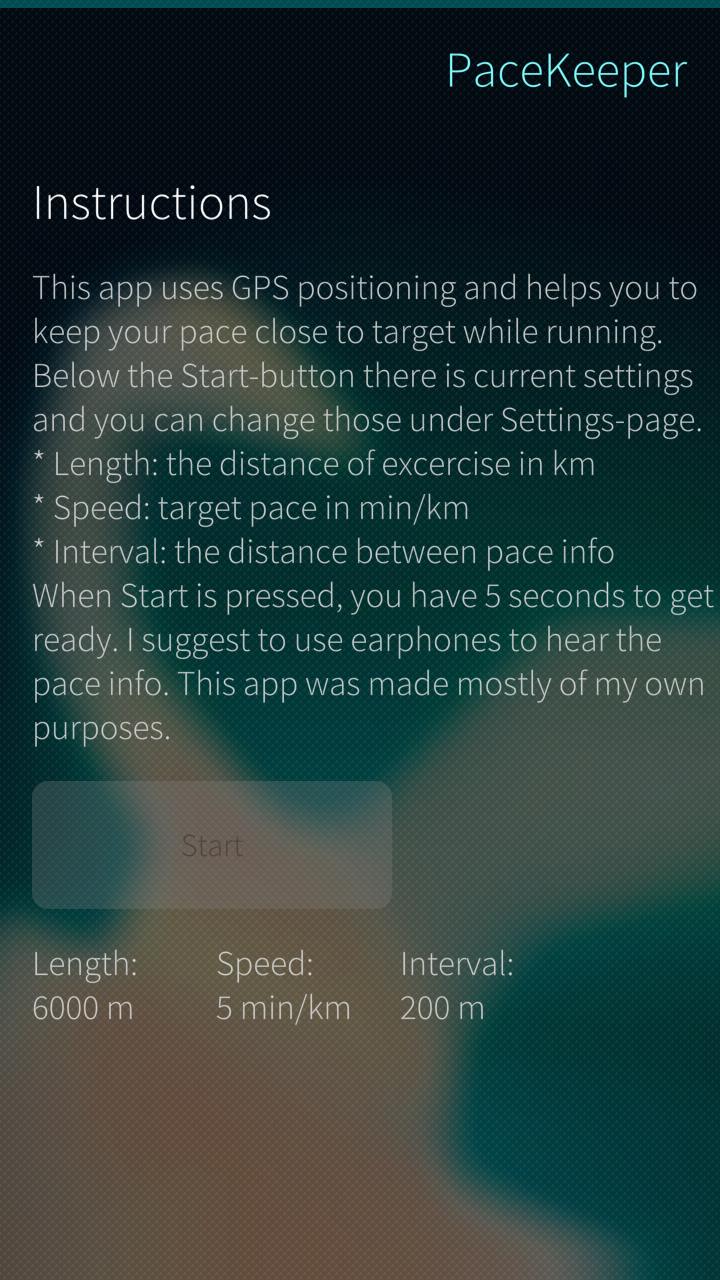 PaceKeeper
Instructions
This app uses GPS positioning and helps you to
keep your pace close to target while running.
Below the Start-button there is current settings
and you can change those under Settings-page.
* Length: the distance of excercise in km
* Speed: target pace in min/km
* Interval: the distance between pace info
When Start is pressed, you have 5 seconds to get
ready. I suggest to use earphones to hear the
pace info. This app was made mostly of my own
purposes.
Start
Length: Speed: Interval:
6000 m 5 min/km 200 m